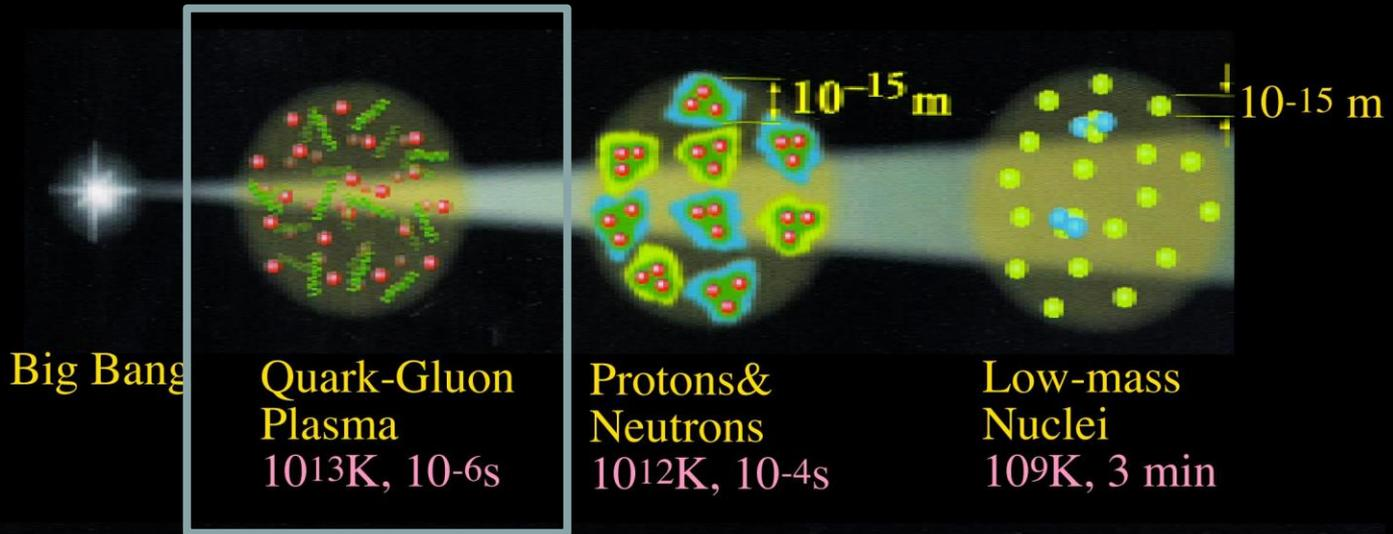 10⁻¹⁵ m
10-15 m
Big Bang
Quark-Gluon
Plasma
10¹³K, 10-⁶s
Protons&
Neutrons
10¹²K, 10-⁴s
Low-mass
Nuclei
10⁹K, 3 min